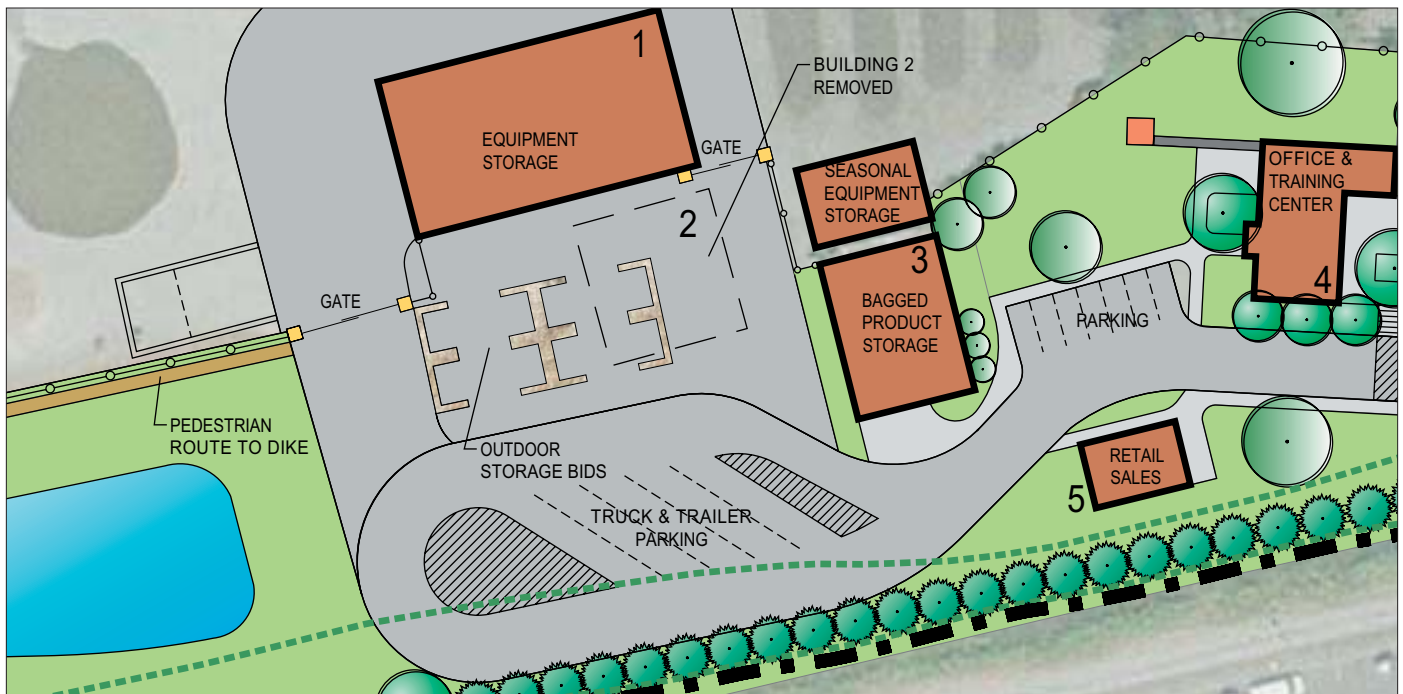 1
EQUIPMENT
STORAGE
BUILDING 2
REMOVED
GATE
2
SEASONAL
EQUIPMENT
STORAGE
3
BAGGED
PRODUCT
STORAGE
OFFICE &
TRAINING
CENTER
4
PARKING
GATE
PEDESTRIAN
ROUTE TO DIKE
OUTDOOR
STORAGE BIDS
TRUCK & TRAILER
PARKING
RETAIL
SALES
5